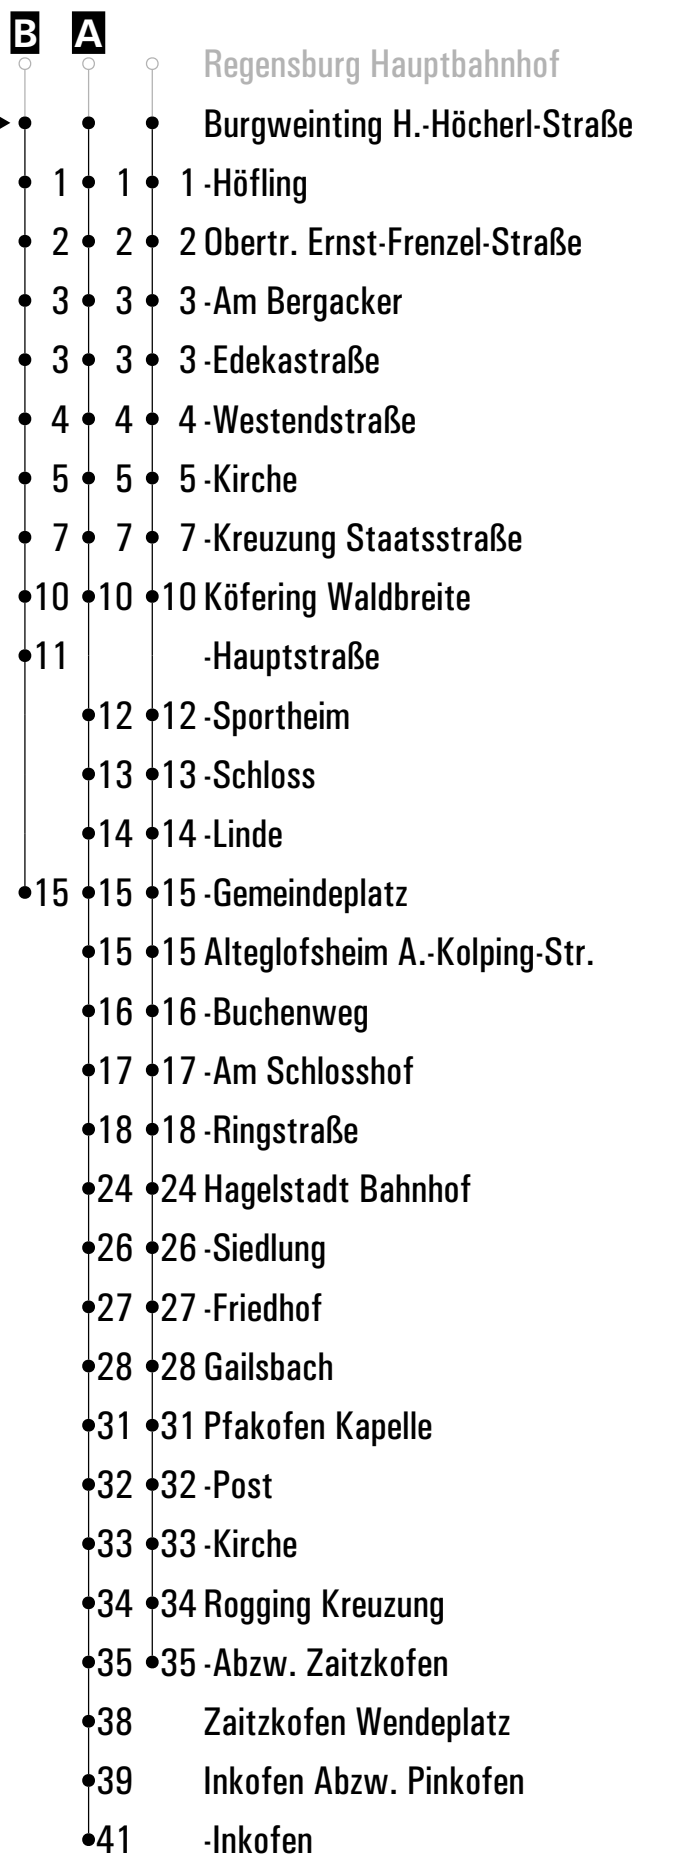 B A
Regensburg Hauptbahnhof
Burgweinting H.-Höcherl-Straße
1 1 1 -Höfling
2 2 2 Obertr. Ernst-Frenzel-Straße
3 3 3 -Am Bergacker
3 3 3 -Edekastraße
4 4 4 -Westendstraße
5 5 5 -Kirche
7 7 7 -Kreuzung Staatsstraße
10 10 10 Köfering Waldbreite
11 -Hauptstraße
12 12 -Sportheim
13 13 -Schloss
14 14 -Linde
15 15 15 -Gemeindeplatz
15 15 Alteglofsheim A.-Kolping-Str.
16 16 -Buchenweg
17 17 -Am Schlosshof
18 18 -Ringstraße
24 24 Hagelstadt Bahnhof
26 26 -Siedlung
27 27 -Friedhof
28 28 Gailsbach
31 31 Pfakofen Kapelle
32 32 -Post
33 33 -Kirche
34 34 Rogging Kreuzung
35 35 -Abzw. Zaitzkofen
38 Zaitzkofen Wendeplatz
39 Inkofen Abzw. Pinkofen
41 -Inkofen